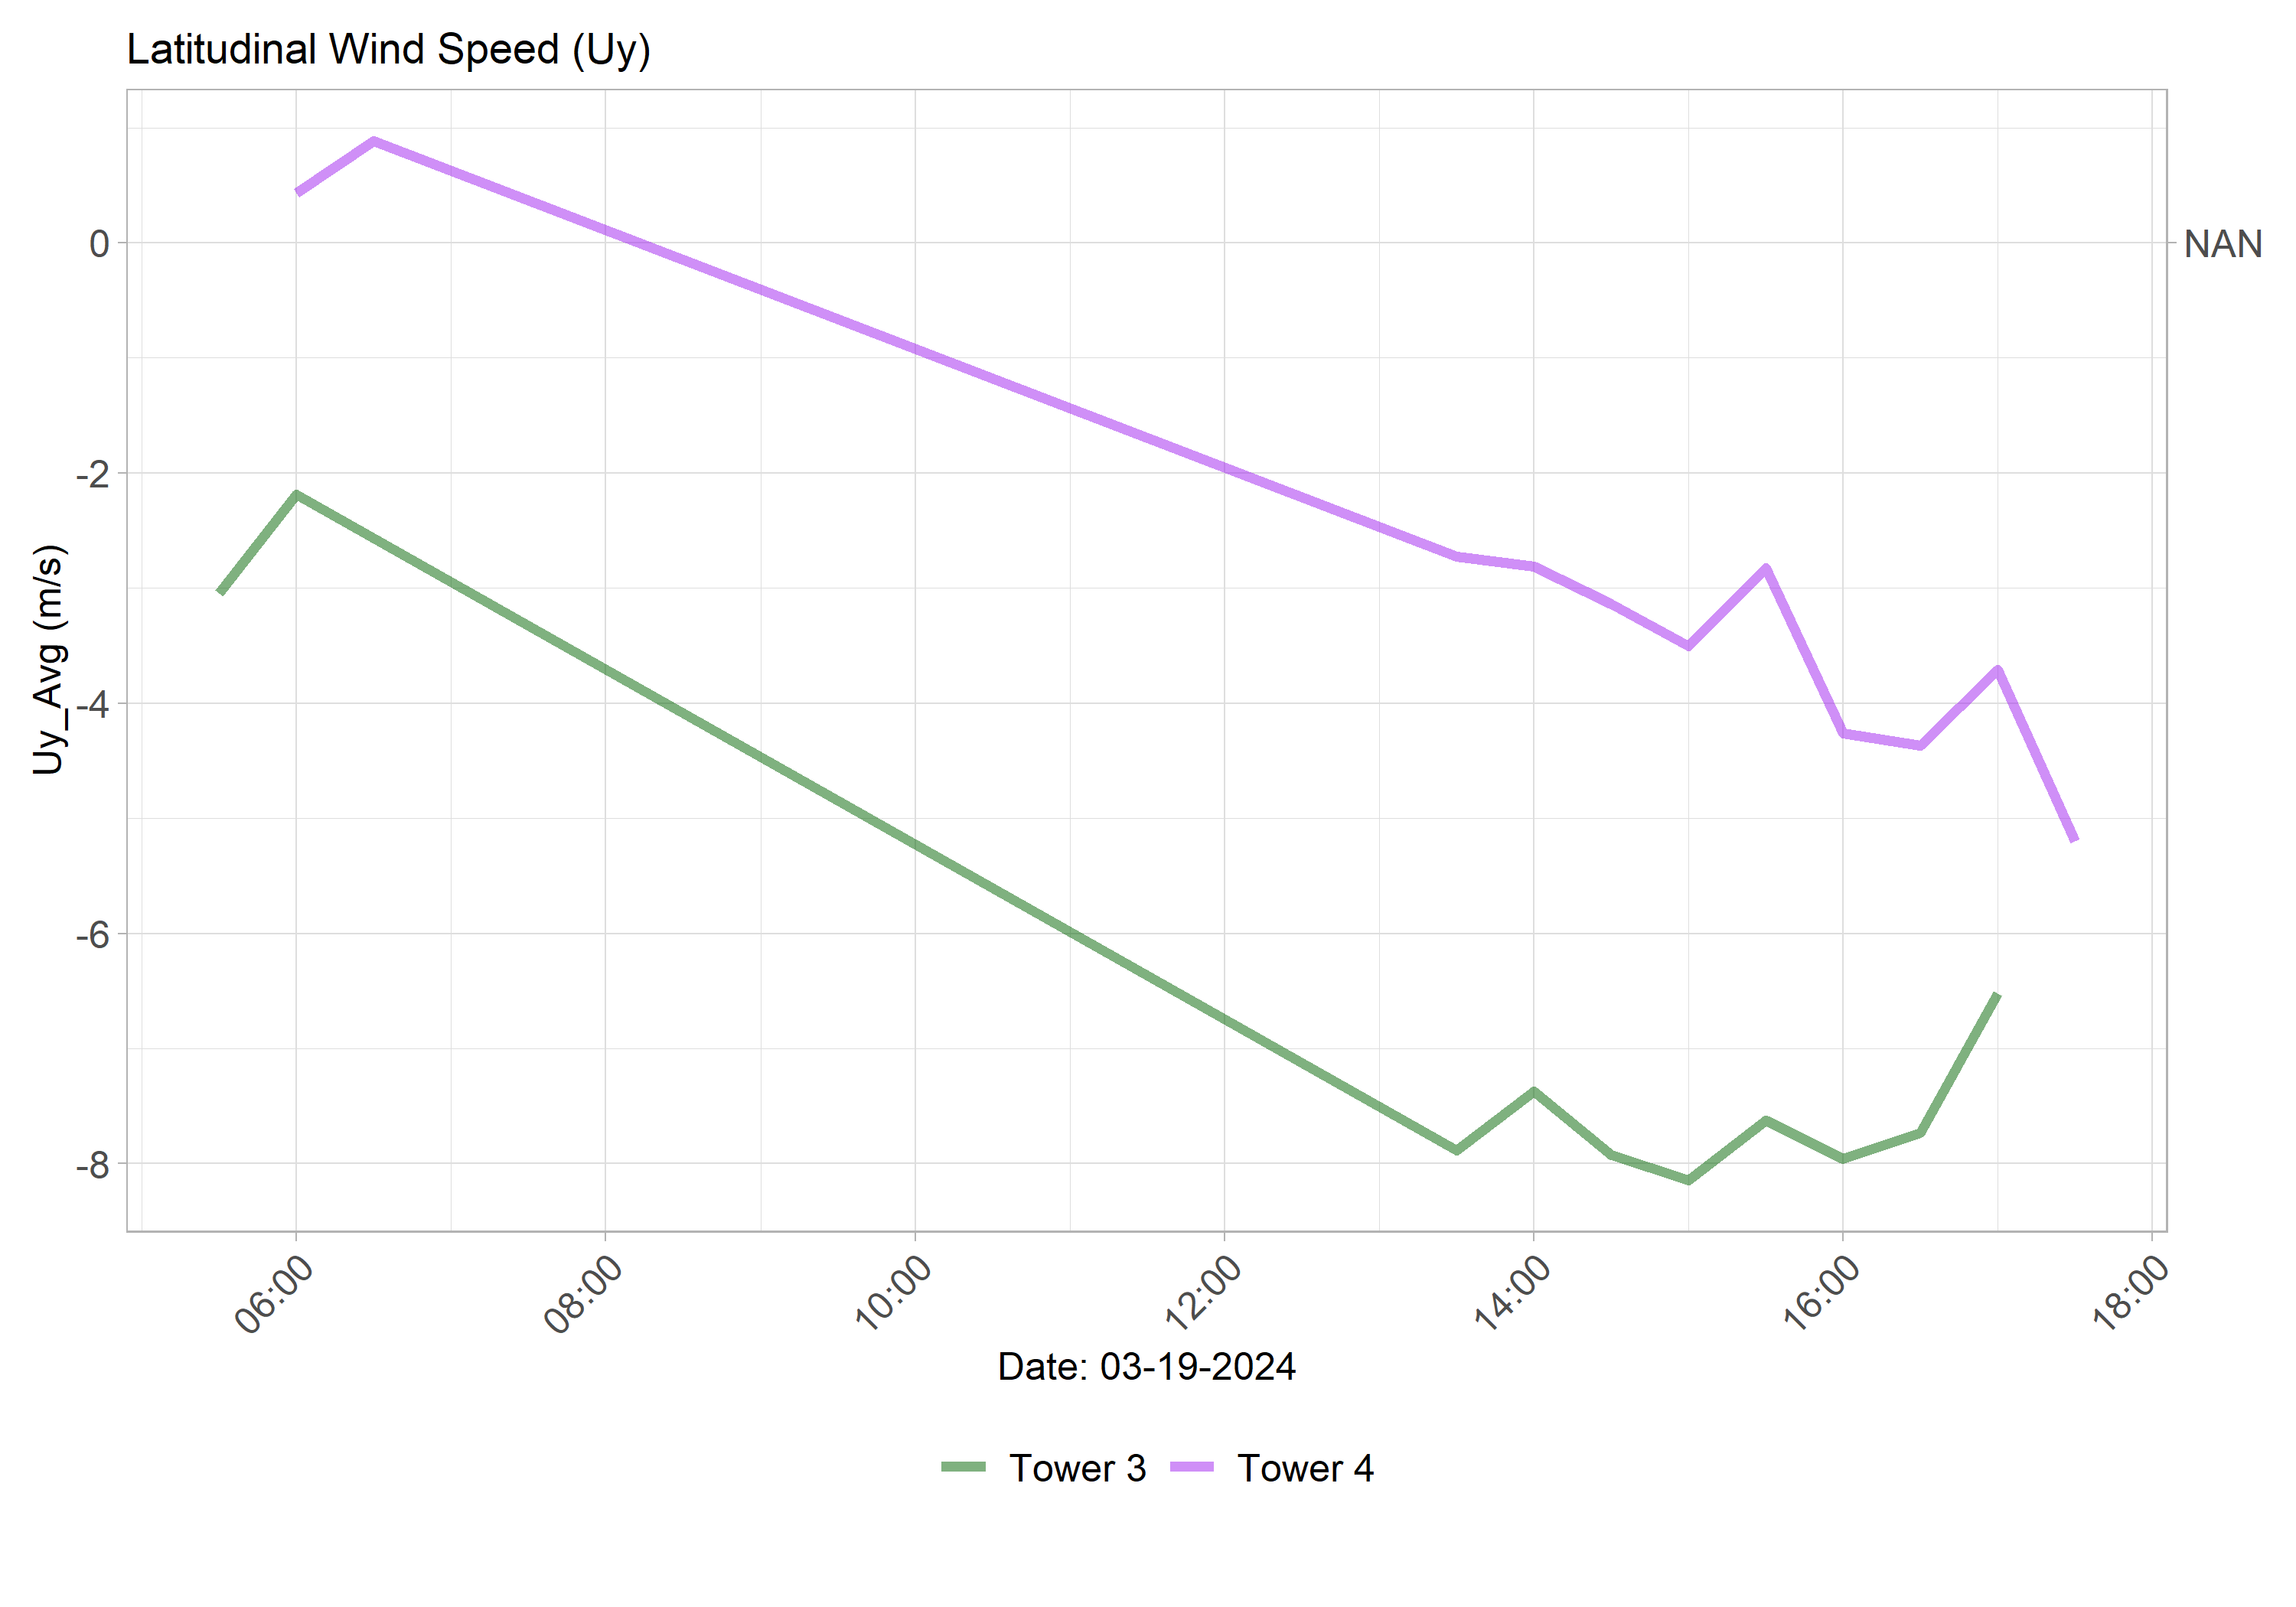 Latitudinal Wind Speed (Uy)
0
-2
-4
-6
-8
NAN
Uy_Avg (m/s)
06:00
08:00
10:00
12:00
14:00
16:00
18:00
Date: 03-19-2024
Tower 3
Tower 4